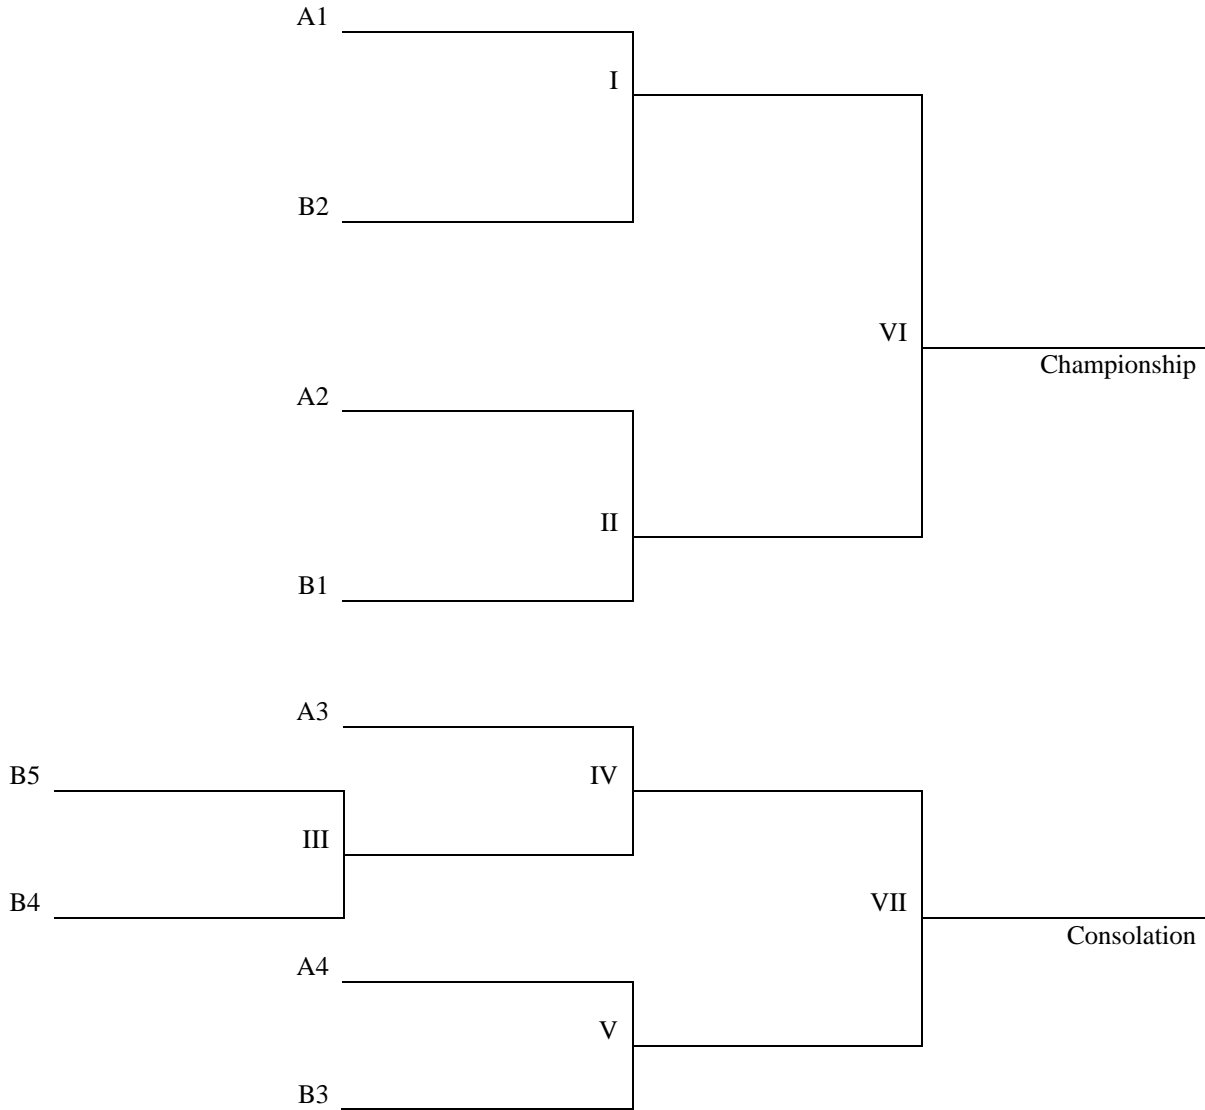 A1
I
B2
VI
Championship
A2
II
B1
A3
B5
IV
III
B4
VII
Consolation
A4
V
B3